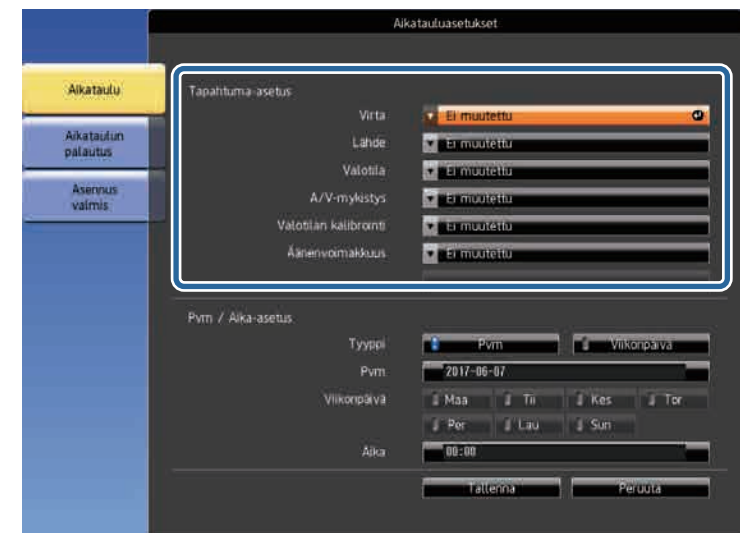 Aikatauluasetukset
Aikataulu
Aikataulun
palautus
Asennus
valmis
Tapahtuma-asetus
Virta Ei muutettu
Lähde Ei muutettu
Valotila Ei muutettu
A/V-mykistys Ei muutettu
Valotilan kalibrointi Ei muutettu
Äänenvoimakkuus Ei muutettu
Pvm / Aika-asetus
Tyyppi Pvm Viikonpäivä
Pvm 2017-06-07
Viikonpäivä Maa Tii Kes Tor
Per Lau Sun
Aika 00:00
Tallenna Peruuta